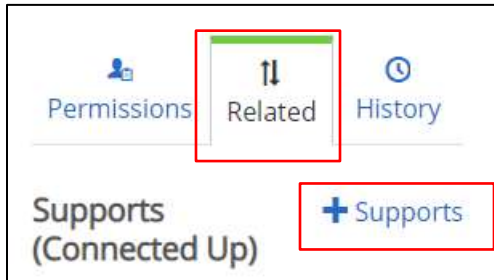 Permissions Related History
Supports + Supports
(Connected Up)